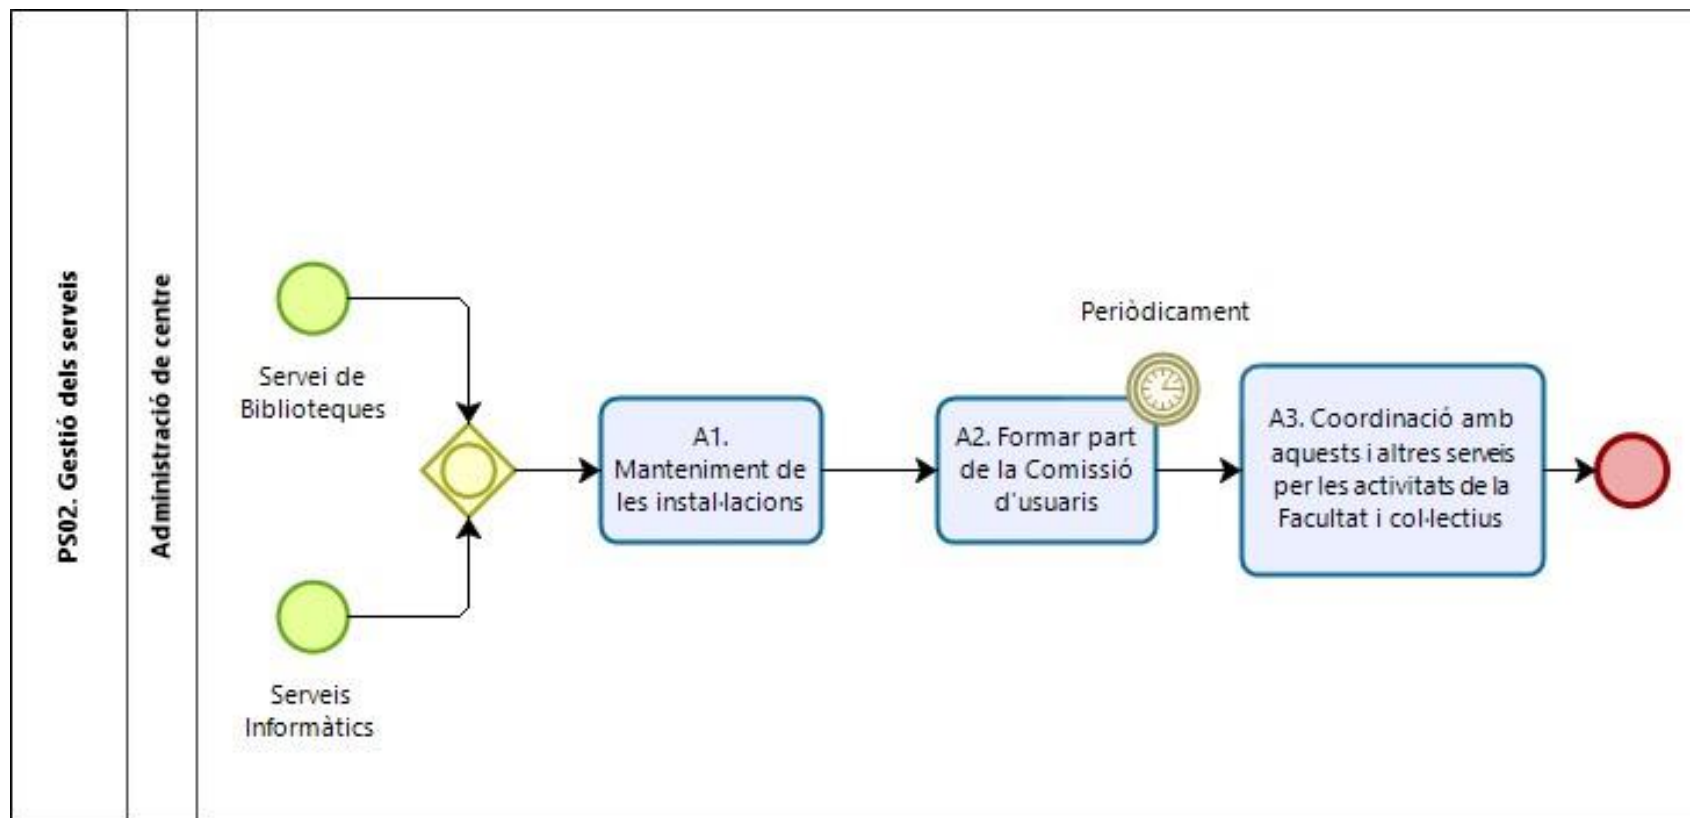 PS02. Gestió dels serveis
Administració de centre
Servei de
Biblioteques
Serveis
Informàtics
A1.
Manteniment de
les instal·lacions
Periòdicament
A2. Formar part
de la Comissió
d'usuaris
A3. Coordinació amb
aquests i altres serveis
per les activitats de la
Facultat i col·lectius